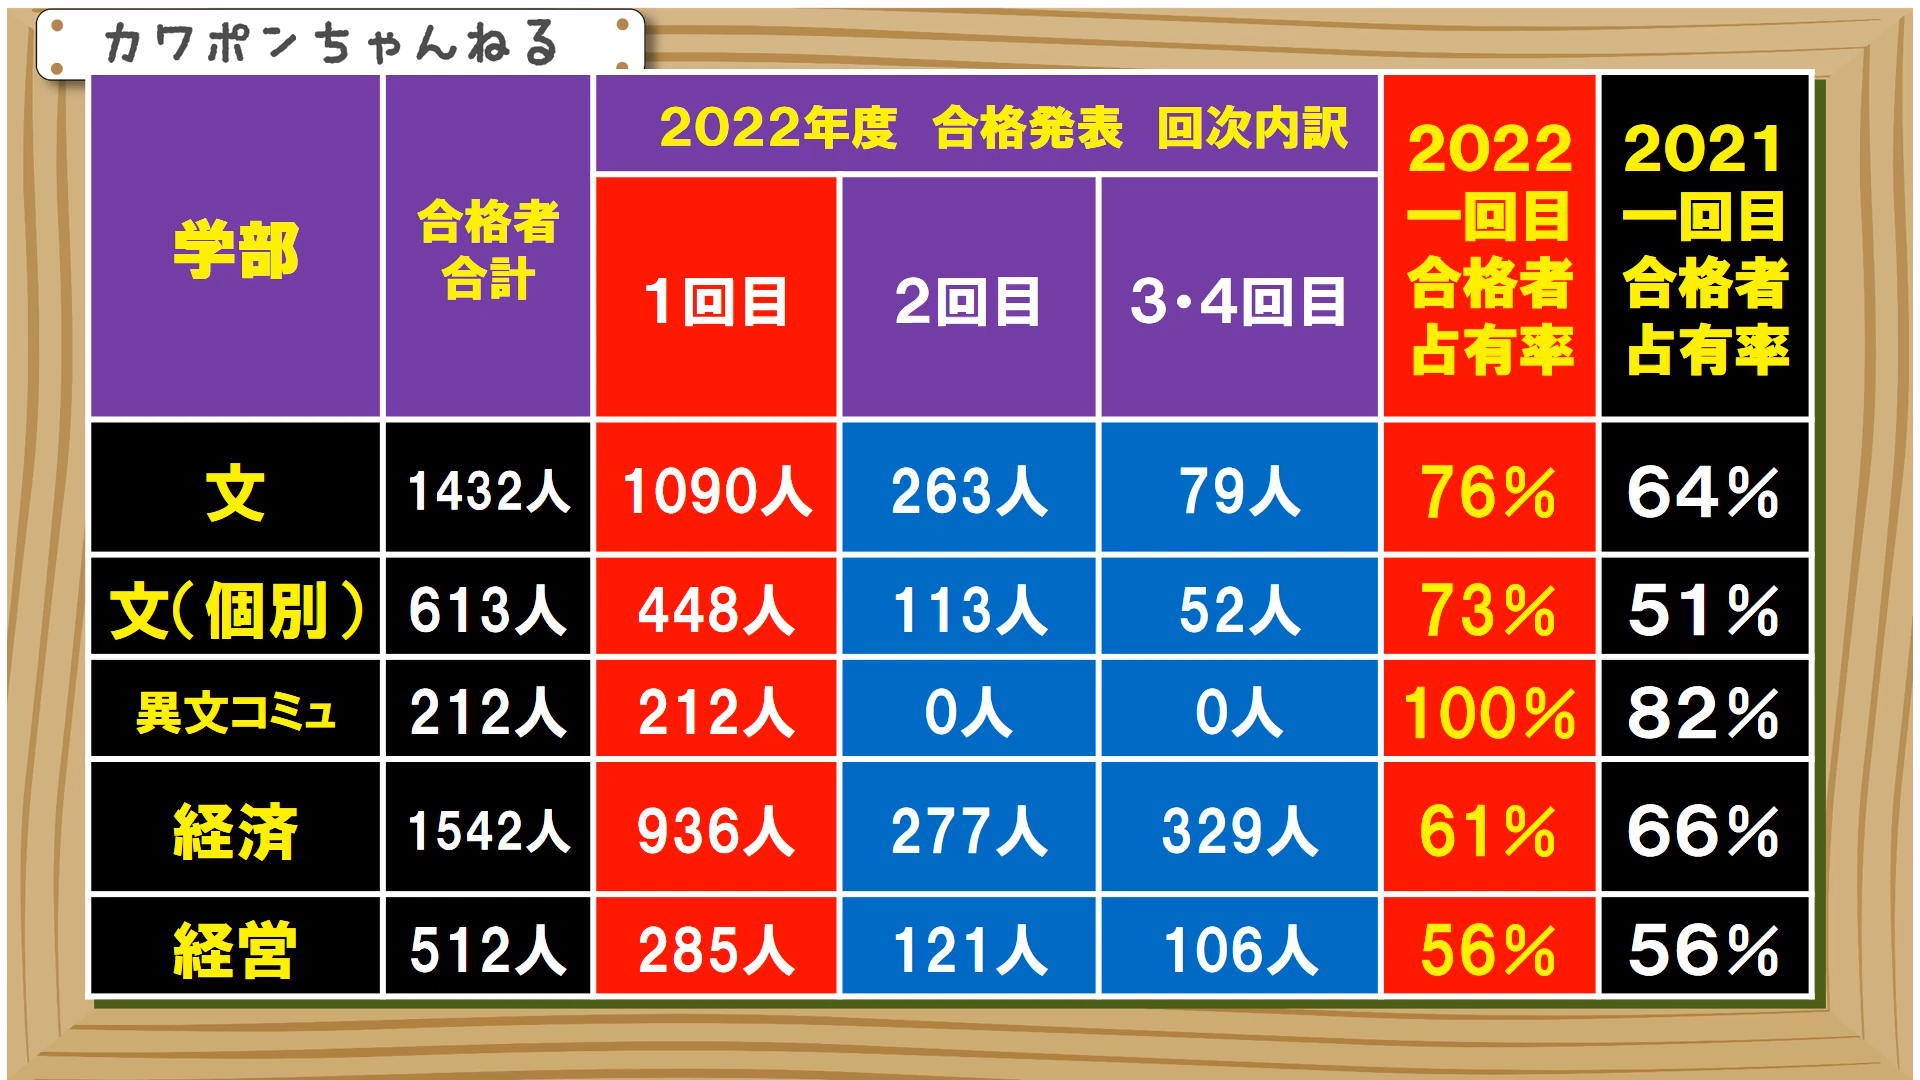 カワポンちゃんねる
学部
合格者
合計
2022年度 合格発表 回次内訳
1回目
2回目
3・4回目
2022
一回目
合格者
占有率
2021
一回目
合格者
占有率
文 1432人 1090人 263人 79人 76% 64%
文(個別) 613人 448人 113人 52人 73% 51%
異文コミュ 212人 212人 0人 0人 100% 82%
経済 1542人 936人 277人 329人 61% 66%
経営 512人 285人 121人 106人 56% 56%